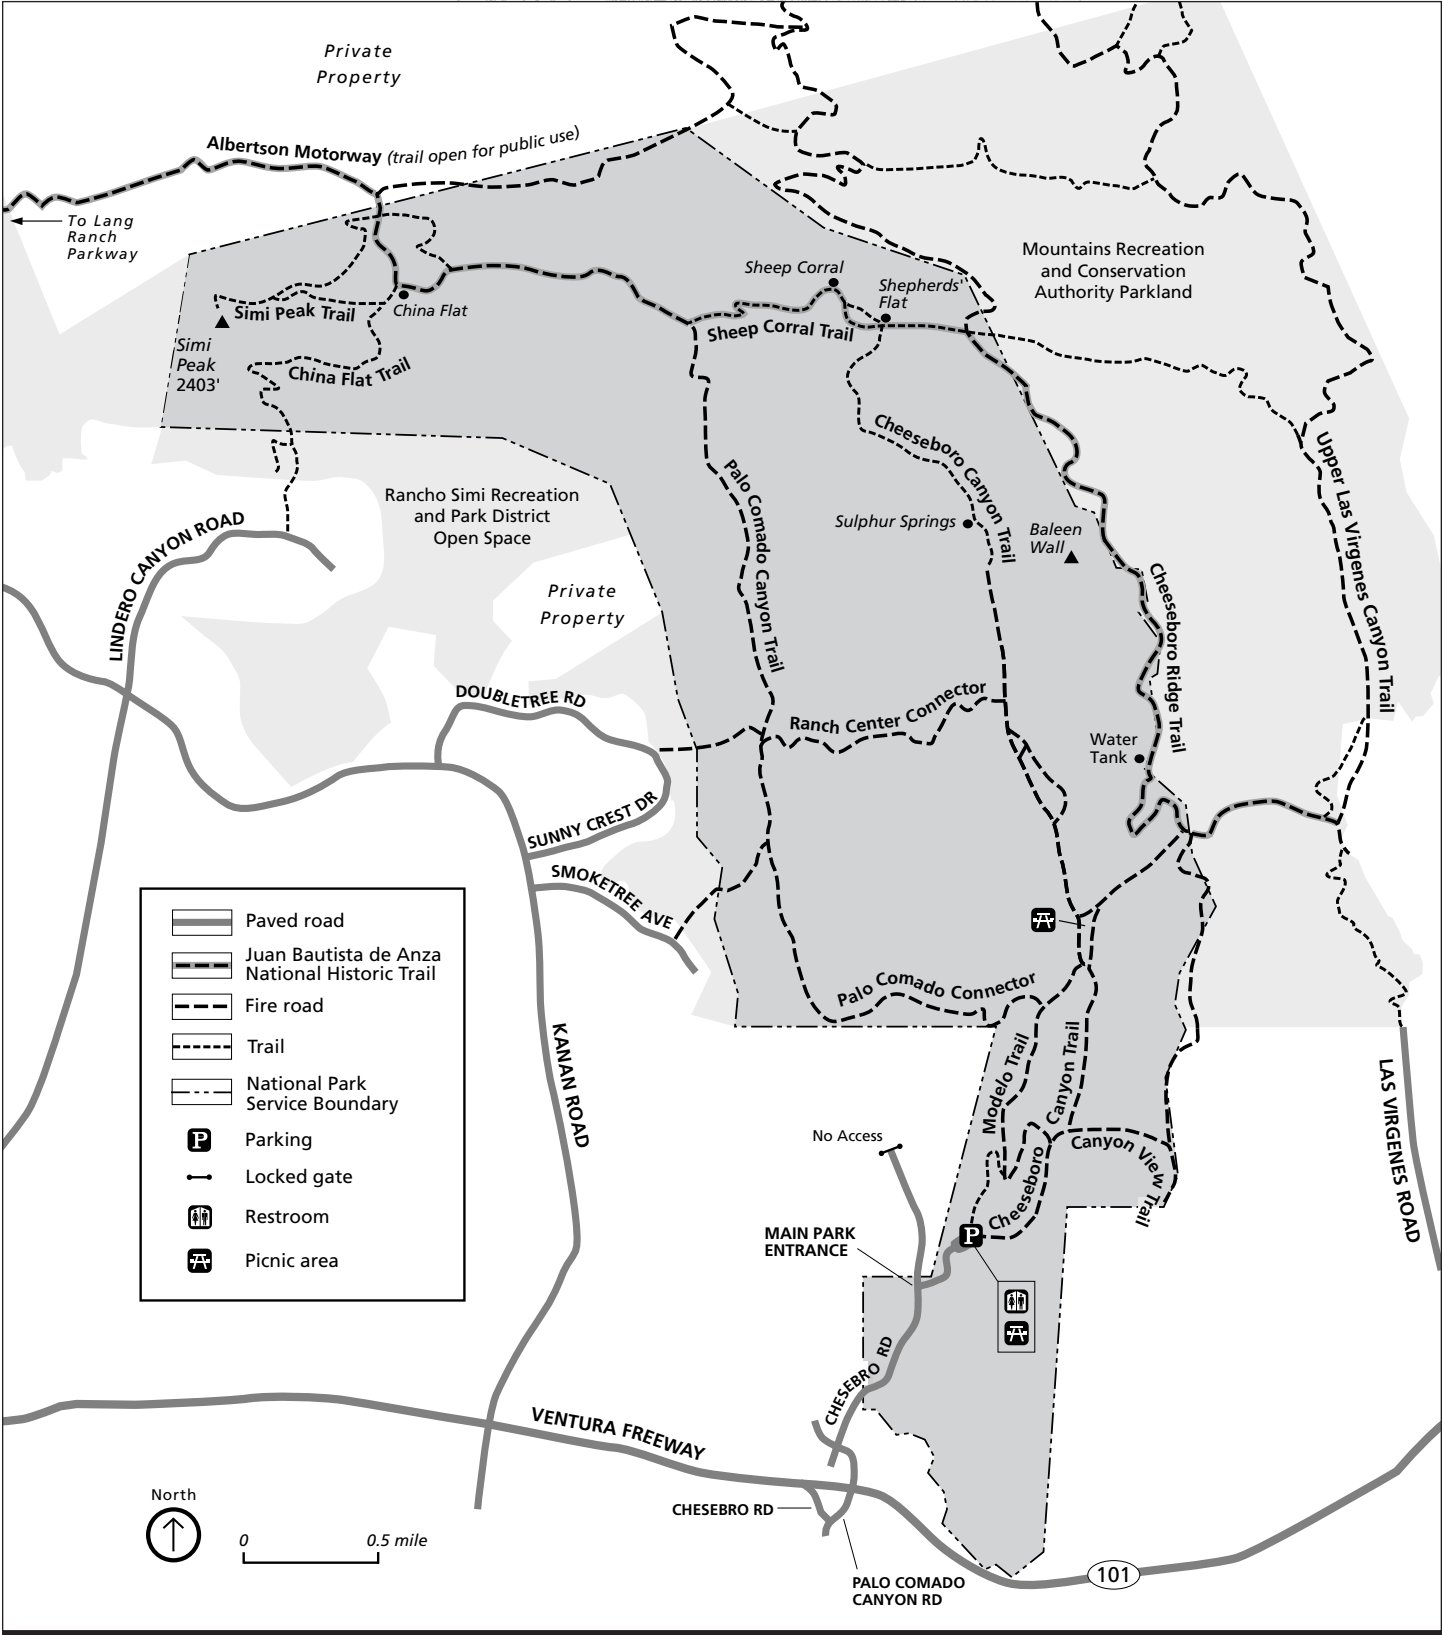 Private
Property
Albertson Motorway (trail open for public use)
To Lang
Ranch
Parkway
Mountains Recreation
and Conservation
Authority Parkland
Sheep Corral
Shepherds'
Flat
Simi Peak Trail
China Flat
Sheep Corral Trail
Simi
Peak
2403'
China Flat Trail
Cheeseboro Canyon Trail
Upper Las Virgenes Canyon Trail
Palo Comado Canyon Trail
Rancho Simi Recreation
and Park District
Open Space
LINDERO CANYON ROAD
Sulphur Springs
Baleen
Wall
Cheeseboro Ridge Trail
Private
Property
DOUBLETREE RD
Ranch Center Connector
Water
Tank
SUNNY CREST DR
SMOKETREE AVE
Paved road
Juan Bautista de Anza
National Historic Trail
Fire road
Trail
National Park
Service Boundary
P
Parking
Locked gate
Restroom
Picnic area
Palo Comado Connector
KANAN ROAD
Modelo Trail
Cheeseboro Canyon Trail
LAS VIRGENES ROAD
No Access
Canyon View Trail
MAIN PARK
ENTRANCE
P
CHESEBRO RD
VENTURA FREEWAY
North
0 0.5 mile
CHESEBRO RD
101
PALO COMADO
CANYON RD